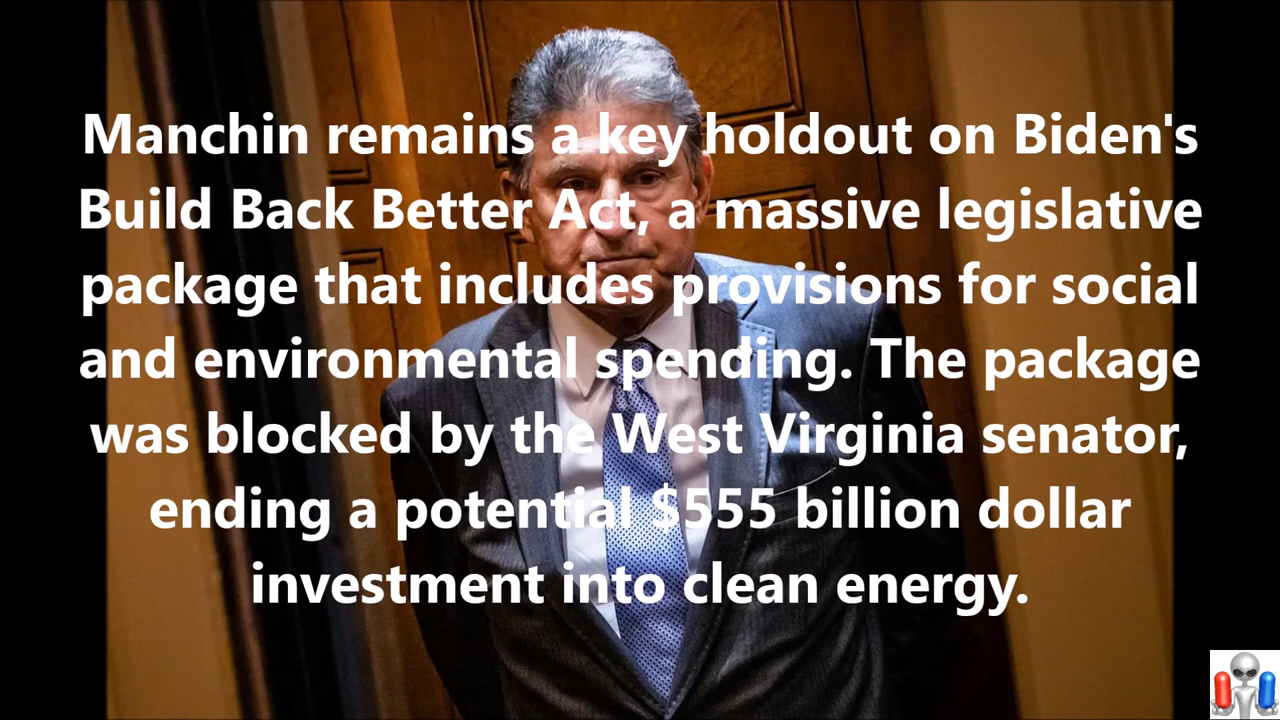 Manchin remains a key holdout on Biden's
Build Back Better Act, a massive legislative
package that includes provisions for social
and environmental spending. The package
was blocked by the West Virginia senator,
ending a potential $555 billion dollar
investment into clean energy.